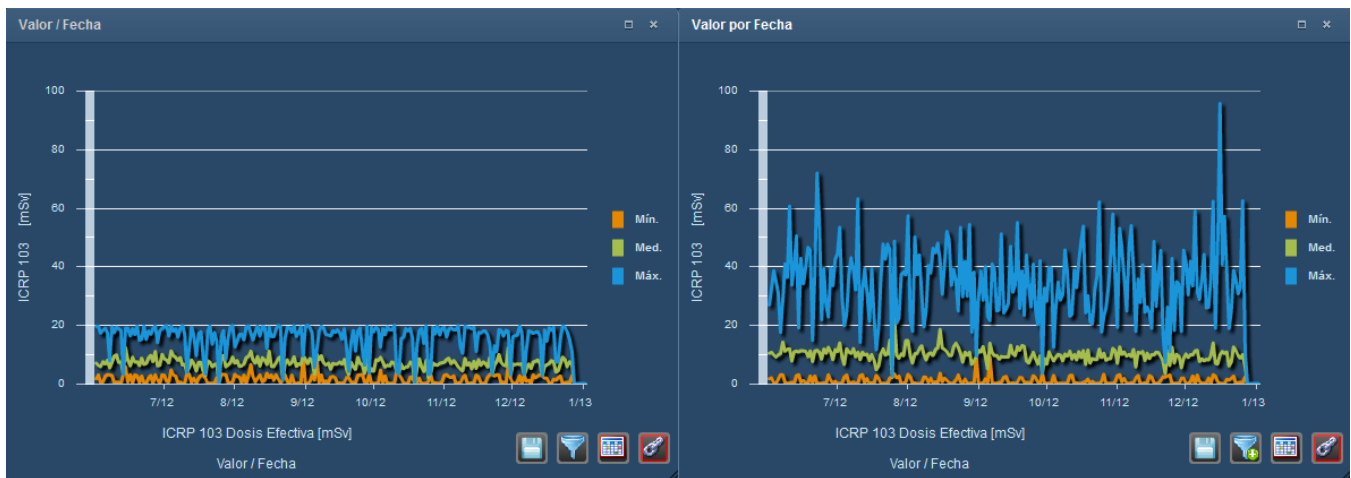 Valor / Fecha
100
80
60
40
20
0
ICRP 103 [mSv]
7/12 8/12 9/12 10/12 11/12 12/12 1/13
Mín.
Med.
Máx.
ICRP 103 Dosis Efectiva [mSv]
Valor / Fecha
Valor por Fecha
100
80
60
40
20
0
ICRP 103 [mSv]
7/12 8/12 9/12 10/12 11/12 12/12 1/13
Mín.
Med.
Máx.
ICRP 103 Dosis Efectiva [mSv]
Valor / Fecha